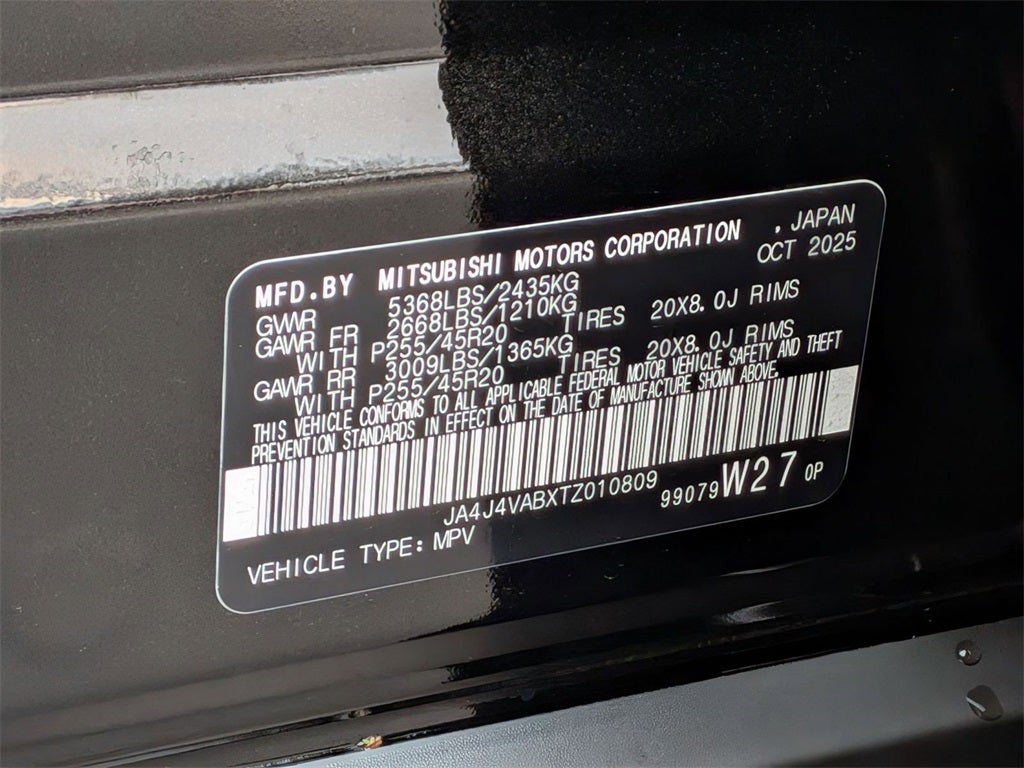 MFD.BY MITSUBISHI MOTORS CORPORATION . JAPAN
OCT 2025
GVWR 5368LBS/2435KG
GAWR FR 2668LBS/1210KG
WITH P255/45R20 TIRES 20X8.0J RIMS
GAWR RR 3009LBS/1365KG
WITH P255/45R20 TIRES 20X8.0J RIMS
THIS VEHICLE CONFORMS TO ALL APPLICABLE FEDERAL MOTOR VEHICLE SAFETY AND THEFT
PREVENTION STANDARDS IN EFFECT ON THE DATE OF MANUFACTURE SHOWN ABOVE.
JA4J4VABXTZ010809 99079 W27 0P
VEHICLE TYPE: MPV